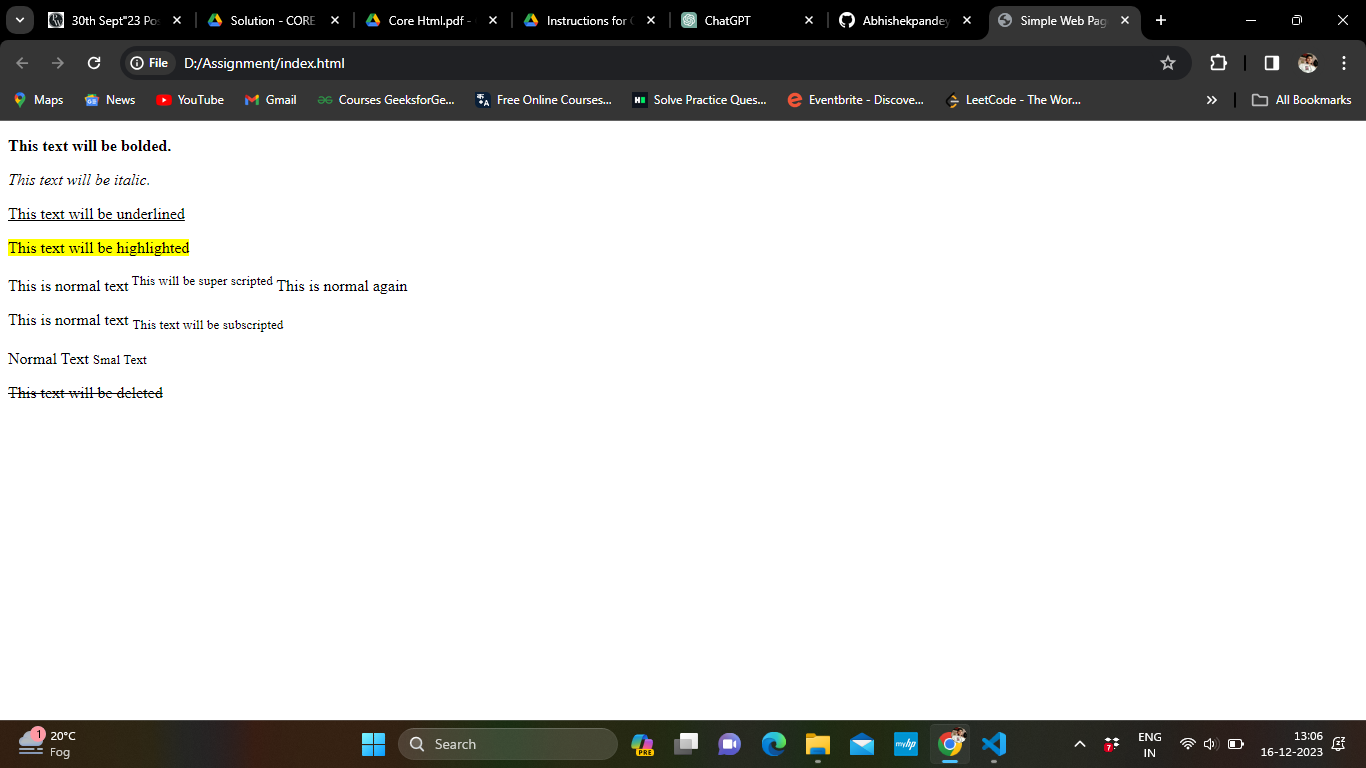 30th Sept"23 Po
Solution - CORE
Core Html.pdf -
Instructions for
ChatGPT
Abhishekpandey
Simple Web Pag
File
D:/Assignment/index.html
Maps
News
YouTube
Gmail
Courses GeeksforGe...
Free Online Courses...
Solve Practice Ques...
Eventbrite - Discove...
LeetCode - The Wor...
»
All Bookmarks
This text will be bolded.
This text will be italic.
This text will be underlined
This text will be highlighted
This is normal text This will be super scripted This is normal again
This is normal text This text will be subscripted
Normal Text Smal Text
This text will be deleted
1
20°C
Fog
Search
PRE
myhp
7
ENG
IN
13:06
16-12-2023